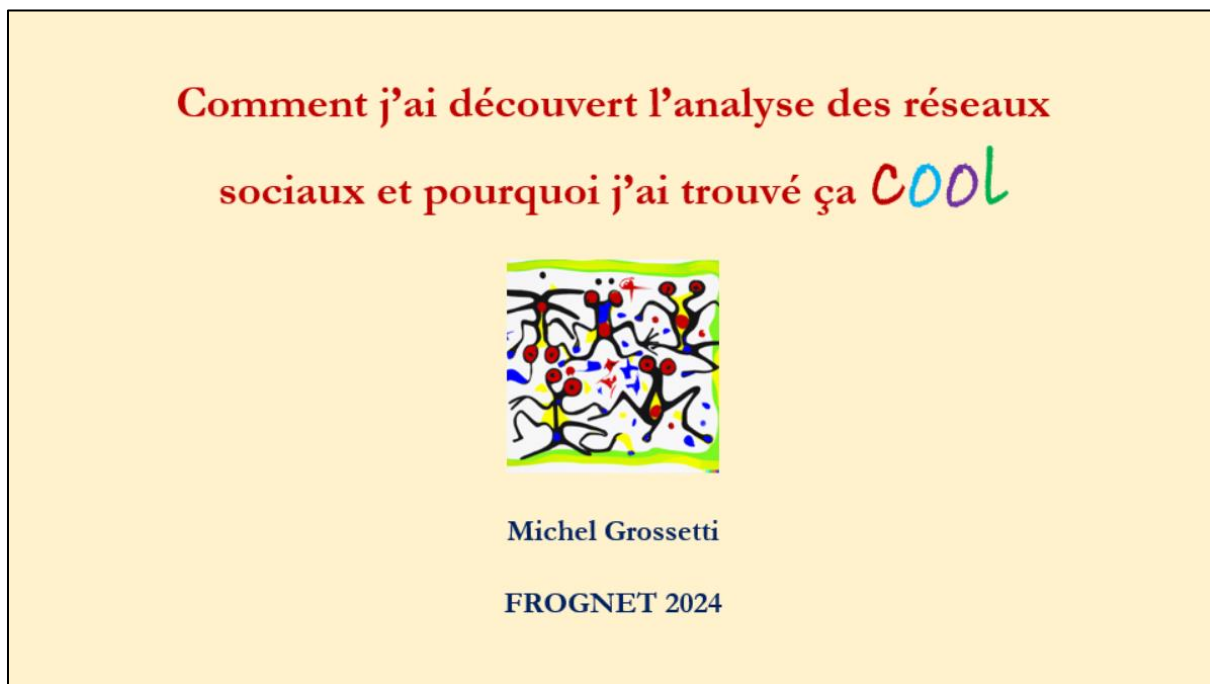 Comment j’ai découvert l’analyse des réseaux
sociaux et pourquoi j’ai trouvé ça cool
Michel Grossetti
FROGNET 2024